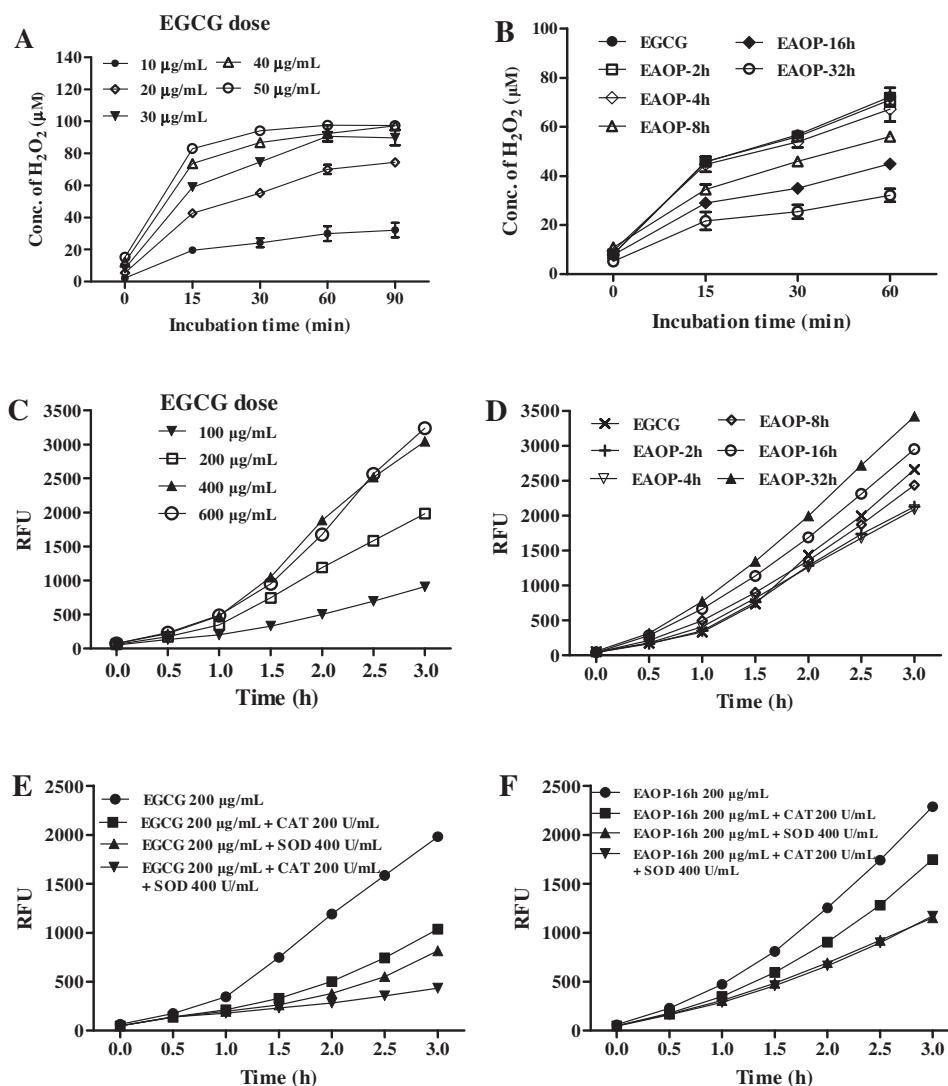 A
EGCG dose
10 µg/mL
40 µg/mL
20 µg/mL
50 µg/mL
30 µg/mL
Conc. of H₂O₂ (µM)
140
120
100
80
60
40
20
0
0 15 30 60 90
Incubation time (min)
B
EGCG
EAOP-16h
EAOP-2h
EAOP-32h
EAOP-4h
EAOP-8h
Conc. of H₂O₂ (µM)
100
80
60
40
20
0
0 15 30 60
Incubation time (min)
C
EGCG dose
100 µg/mL
200 µg/mL
400 µg/mL
600 µg/mL
RFU
3500
3000
2500
2000
1500
1000
500
0
0.0 0.5 1.0 1.5 2.0 2.5 3.0
Time (h)
D
EGCG
EAOP-8h
EAOP-2h
EAOP-16h
EAOP-4h
EAOP-32h
RFU
3500
3000
2500
2000
1500
1000
500
0
0.0 0.5 1.0 1.5 2.0 2.5 3.0
Time (h)
E
EGCG 200 µg/mL
EGCG 200 µg/mL + CAT 200 U/mL
EGCG 200 µg/mL + SOD 400 U/mL
EGCG 200 µg/mL + CAT 200 U/mL
+ SOD 400 U/mL
RFU
2500
2000
1500
1000
500
0
0.0 0.5 1.0 1.5 2.0 2.5 3.0
Time (h)
F
EAOP-16h 200 µg/mL
EAOP-16h 200 µg/mL + CAT 200 U/mL
EAOP-16h 200 µg/mL + SOD 400 U/mL
EAOP-16h 200 µg/mL + CAT 200 U/mL
+ SOD 400 U/mL
RFU
2500
2000
1500
1000
500
0
0.0 0.5 1.0 1.5 2.0 2.5 3.0
Time (h)